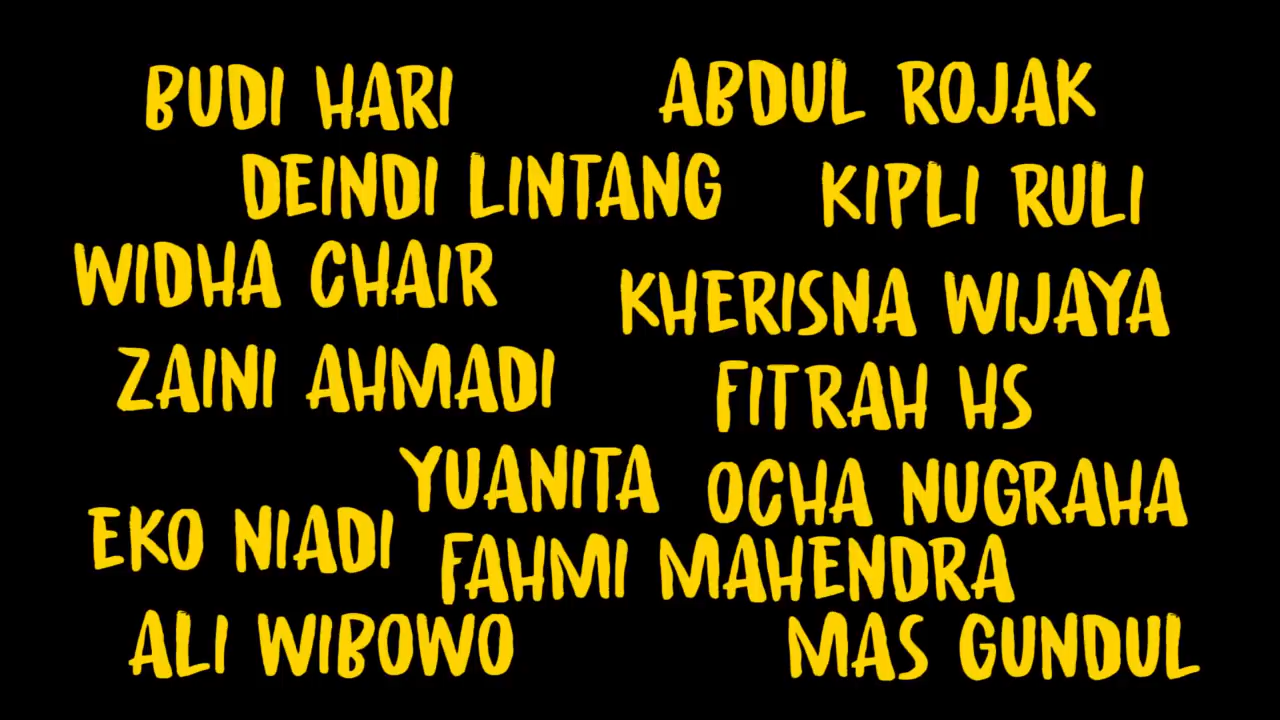 BUDI HARI
ABDUL ROJAK
DEINDI LINTANG
KIPLI RULI
WIDHA CHAIR
KHERISNA WIJAYA
ZAINI AHMADI
FITRAH HS
YUANITA
OCHA NUGRAHA
EKO NIADI
FAHMI MAHENDRA
ALI WIBOWO
MAS GUNDUL